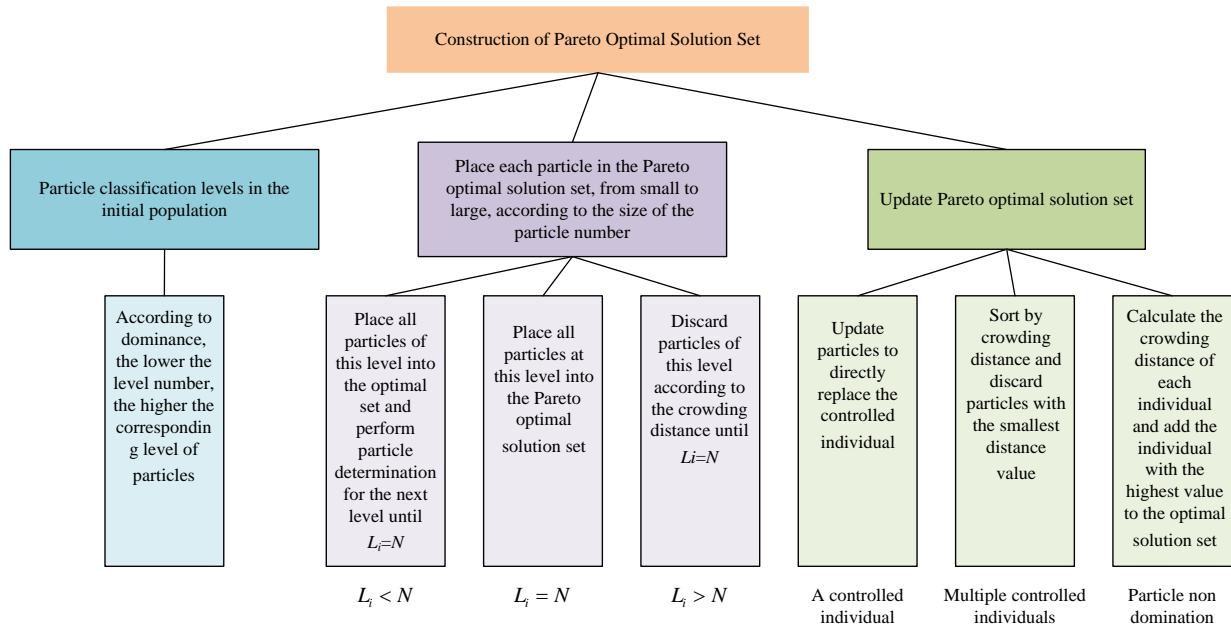 Construction of Pareto Optimal Solution Set
Particle classification levels in the
initial population
Place each particle in the Pareto
optimal solution set, from small to
large, according to the size of the
particle number
Update Pareto optimal solution set
According to
dominance,
the lower the
level number,
the higher the
correspondin
g level of
particles
Place all
particles of
this level into
the optimal
set and
perform
particle
determination
for the next
level until
Lᵢ=N
Place all
particles at
this level into
the Pareto
optimal
solution set
Discard
particles of
this level
according to
the crowding
distance until
Li=N
Update
particles to
directly
replace the
controlled
individual
Sort by
crowding
distance and
discard
particles with
the smallest
distance
value
Calculate the
crowding
distance of
each
individual
and add the
individual
with the
highest value
to the optimal
solution set
Lᵢ < N
Lᵢ = N
Lᵢ > N
A controlled
individual
Multiple controlled
individuals
Particle non
domination